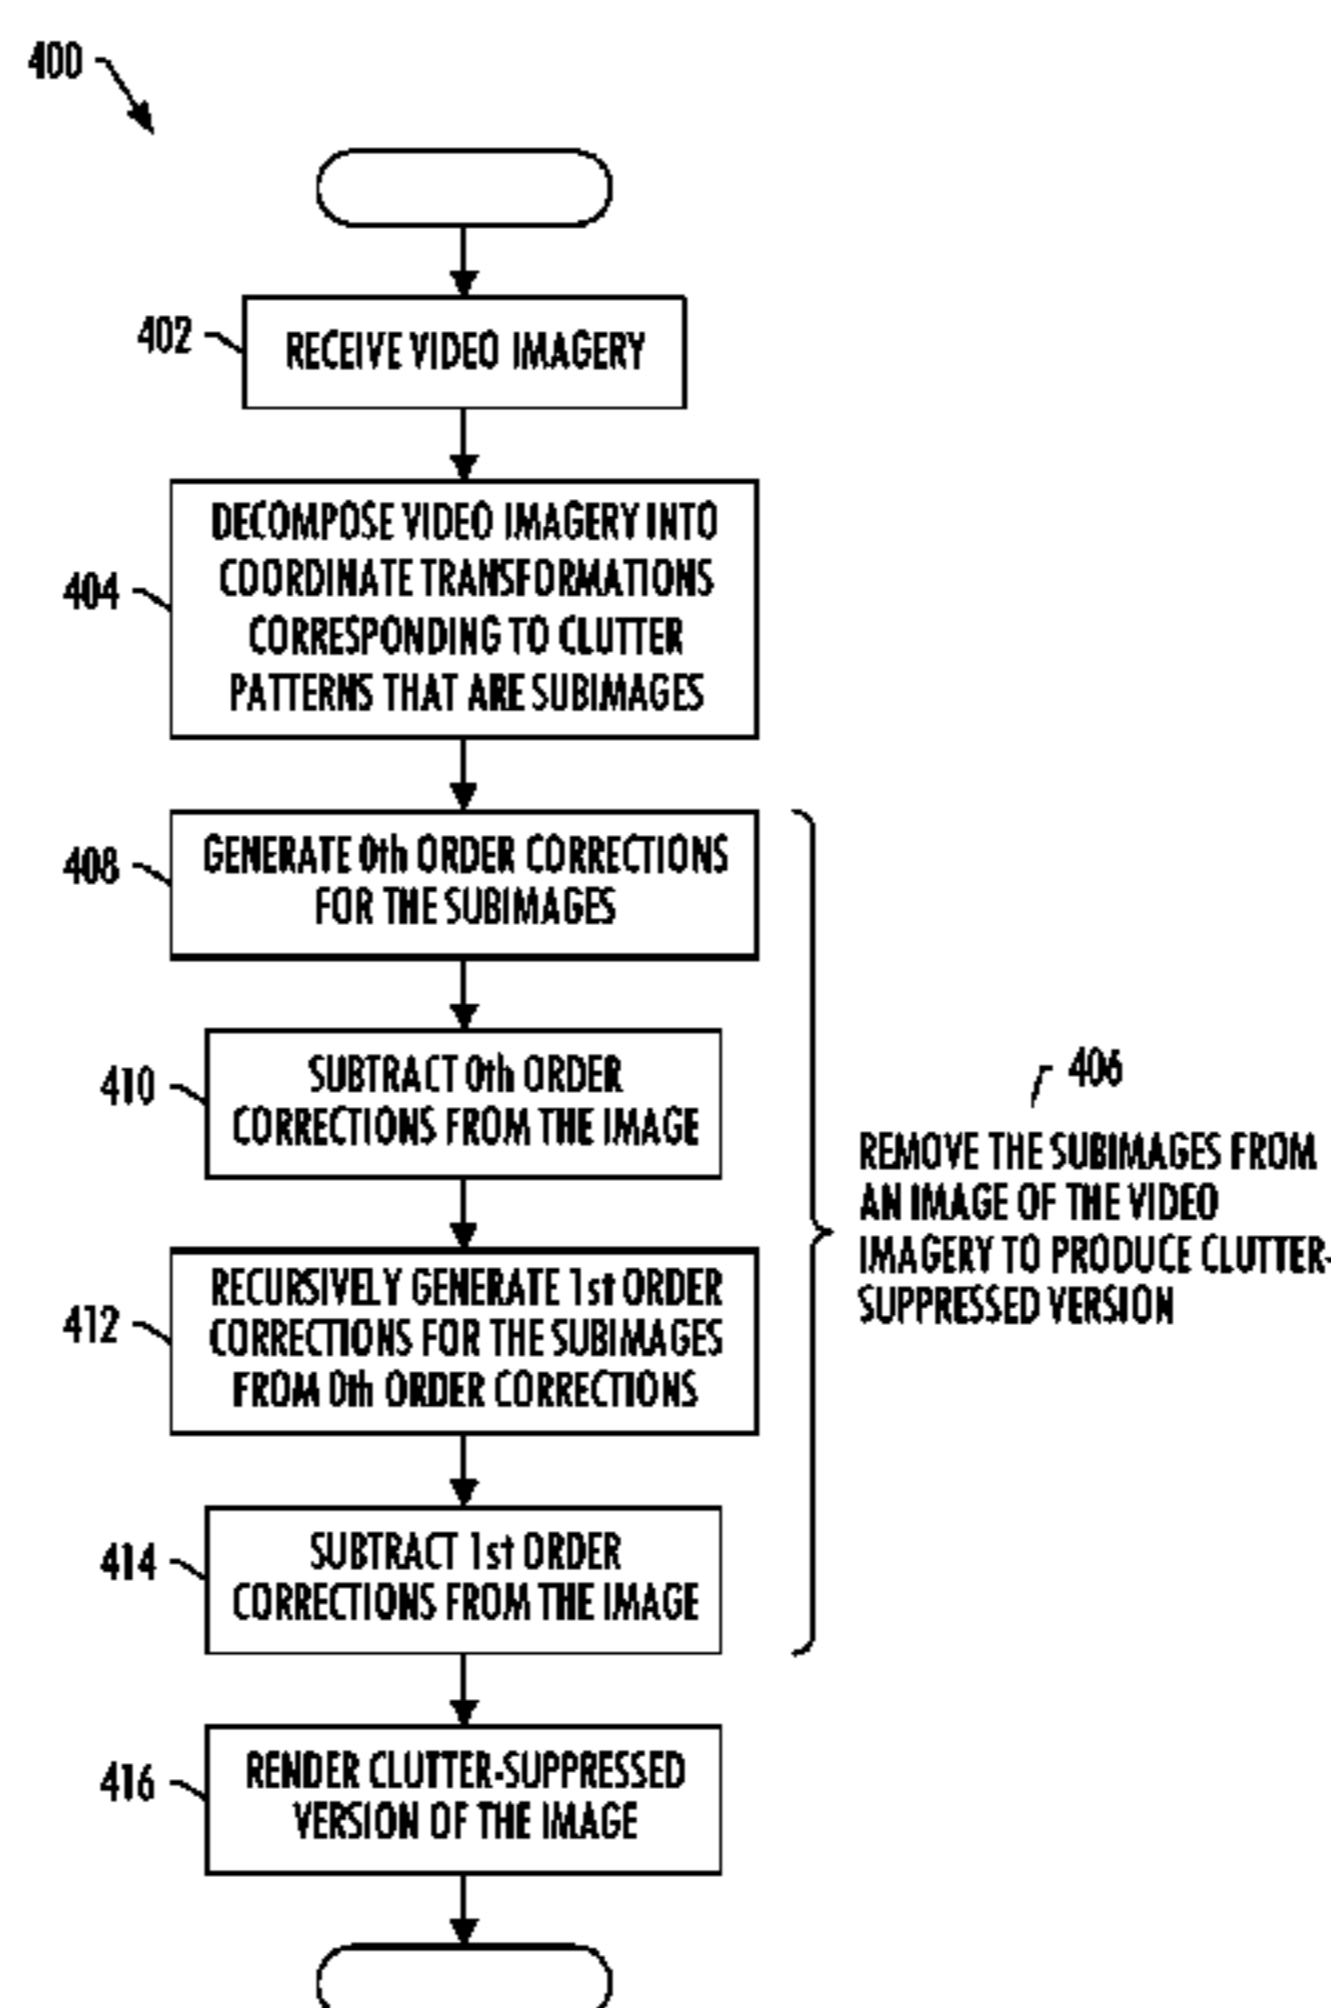 400
402
RECEIVE VIDEO IMAGERY
404
DECOMPOSE VIDEO IMAGERY INTO
COORDINATE TRANSFORMATIONS
CORRESPONDING TO CLUTTER
PATTERNS THAT ARE SUBIMAGES
408
GENERATE 0th ORDER CORRECTIONS
FOR THE SUBIMAGES
410
SUBTRACT 0th ORDER
CORRECTIONS FROM THE IMAGE
406
REMOVE THE SUBIMAGES FROM
AN IMAGE OF THE VIDEO
IMAGERY TO PRODUCE CLUTTER-
SUPPRESSED VERSION
412
RECURSIVELY GENERATE 1st ORDER
CORRECTIONS FOR THE SUBIMAGES
FROM 0th ORDER CORRECTIONS
414
SUBTRACT 1st ORDER
CORRECTIONS FROM THE IMAGE
416
RENDER CLUTTER-SUPPRESSED
VERSION OF THE IMAGE